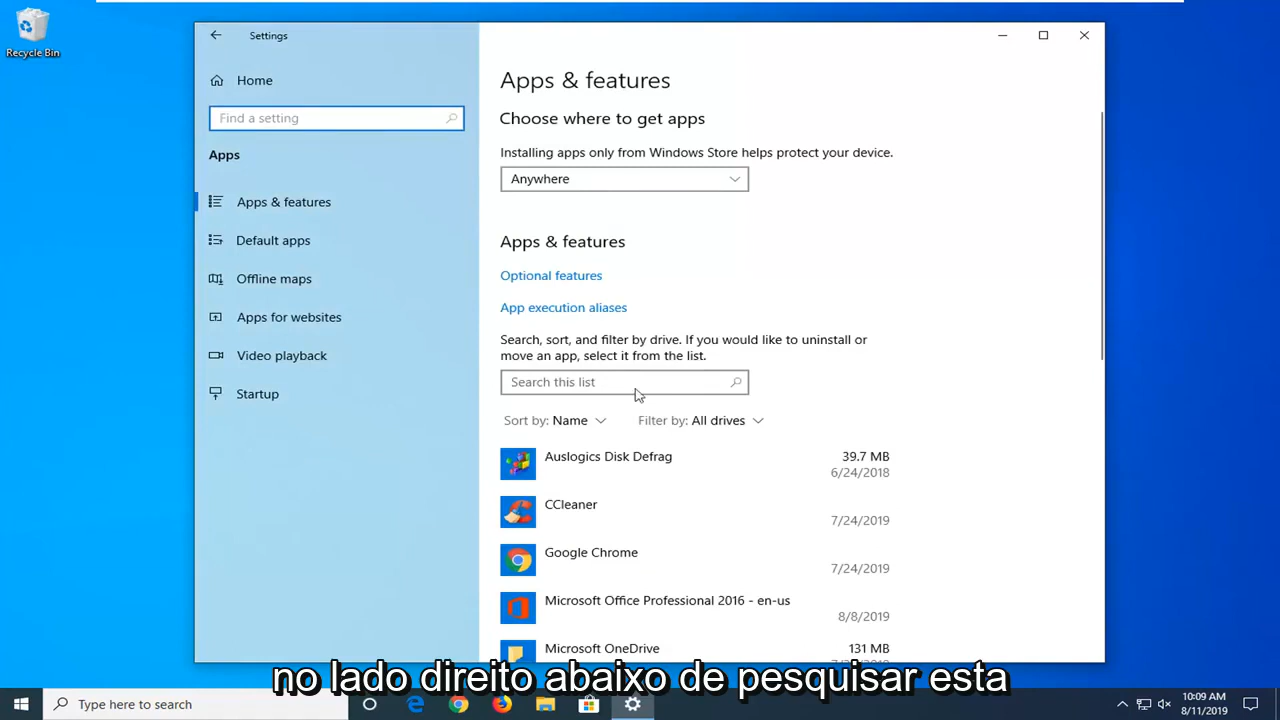 Recycle Bin
Settings
Home
Find a setting
Apps
Apps & features
Default apps
Offline maps
Apps for websites
Video playback
Startup
Apps & features
Choose where to get apps
Installing apps only from Windows Store helps protect your device.
Anywhere
Apps & features
Optional features
App execution aliases
Search, sort, and filter by drive. If you would like to uninstall or
move an app, select it from the list.
Search this list
Sort by: Name Filter by: All drives
Auslogics Disk Defrag 39.7 MB
6/24/2018
CCleaner
7/24/2019
Google Chrome
7/24/2019
Microsoft Office Professional 2016 - en-us
8/8/2019
Microsoft OneDrive 131 MB
no lado direito abaixo de pesquisar esta
Type here to search
10:09 AM
8/11/2019